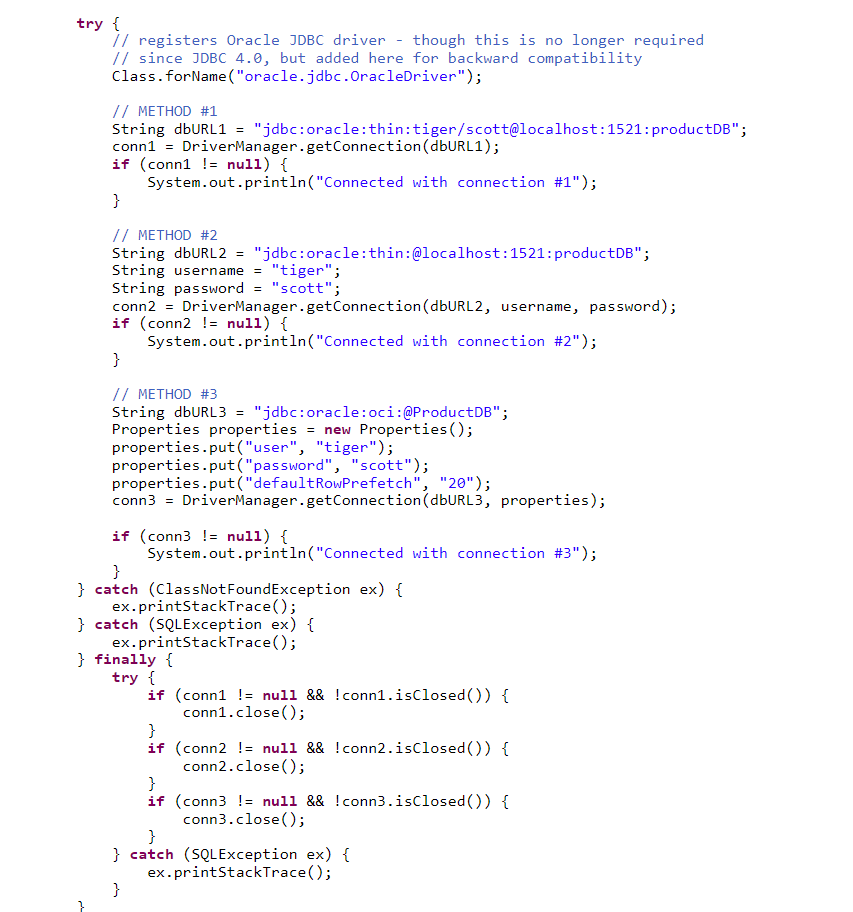 try {
// registers Oracle JDBC driver - though this is no longer required
// since JDBC 4.0, but added here for backward compatibility
Class.forName("oracle.jdbc.OracleDriver");
// METHOD #1
String dbURL1 = "jdbc:oracle:thin:tiger/scott@localhost:1521:productDB";
conn1 = DriverManager.getConnection(dbURL1);
if (conn1 != null) {
System.out.println("Connected with connection #1");
}
// METHOD #2
String dbURL2 = "jdbc:oracle:thin:@localhost:1521:productDB";
String username = "tiger";
String password = "scott";
conn2 = DriverManager.getConnection(dbURL2, username, password);
if (conn2 != null) {
System.out.println("Connected with connection #2");
}
// METHOD #3
String dbURL3 = "jdbc:oracle:oci:@ProductDB";
Properties properties = new Properties();
properties.put("user", "tiger");
properties.put("password", "scott");
properties.put("defaultRowPrefetch", "20");
conn3 = DriverManager.getConnection(dbURL3, properties);
if (conn3 != null) {
System.out.println("Connected with connection #3");
}
} catch (ClassNotFoundException ex) {
ex.printStackTrace();
} catch (SQLException ex) {
ex.printStackTrace();
} finally {
try {
if (conn1 != null && !conn1.isClosed()) {
conn1.close();
}
if (conn2 != null && !conn2.isClosed()) {
conn2.close();
}
if (conn3 != null && !conn3.isClosed()) {
conn3.close();
}
} catch (SQLException ex) {
ex.printStackTrace();
}
}